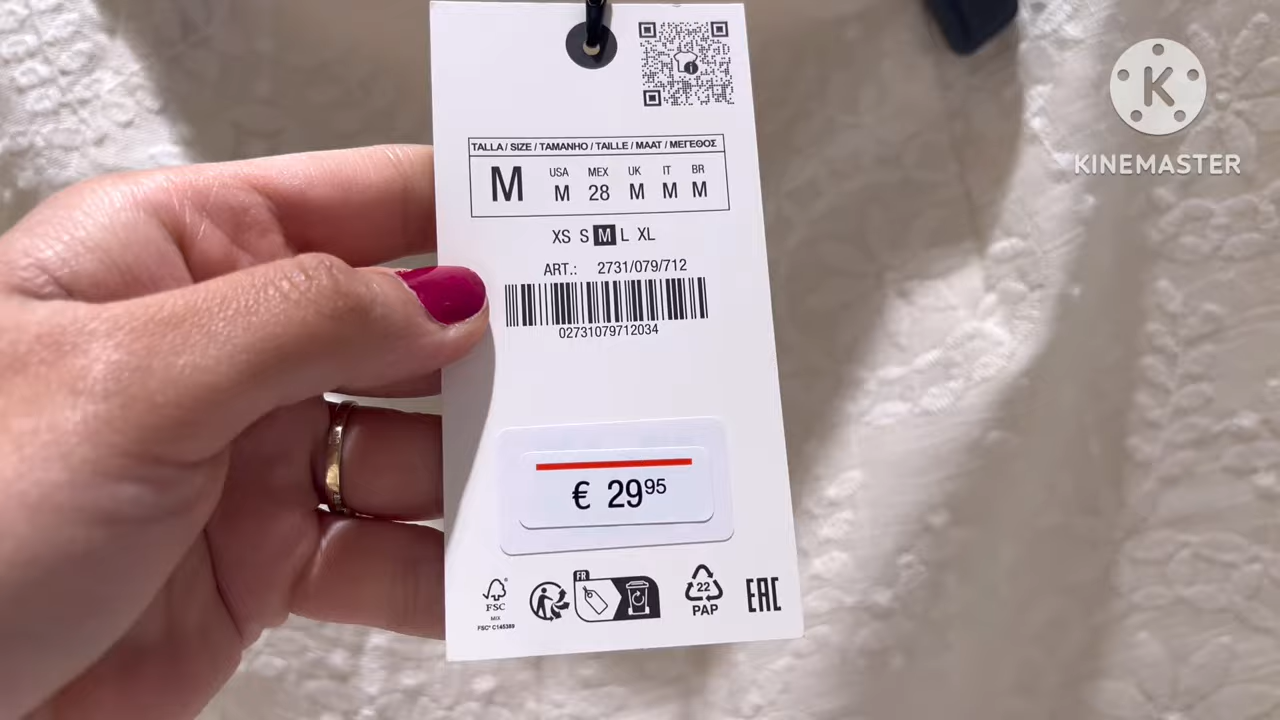 TALLA / SIZE / TAMANHO / TAILLE / MAAT / ΜΕΓΕΘΟΣ
M
USA MEX UK IT BR
M 28 M M M
XS S M L XL
ART.: 2731/079/712
02731079712034
€ 29⁹⁵
FR
22
FSC® PAP EAC
MIX
FSC® C145389
K
KINEMASTER